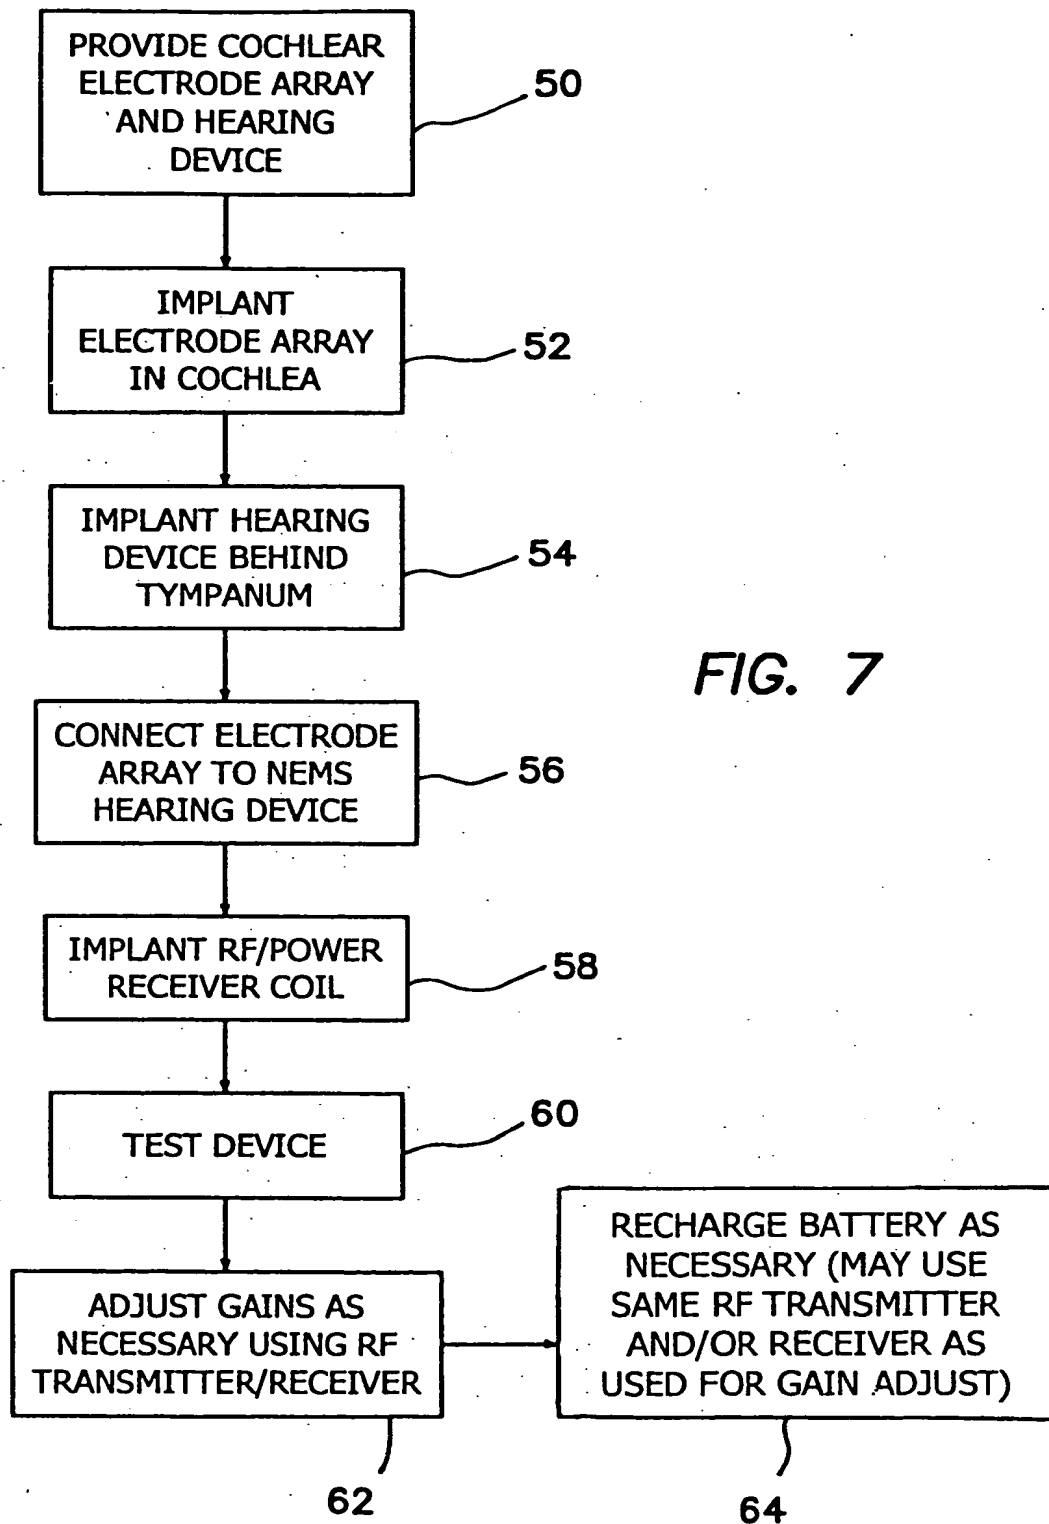 PROVIDE COCHLEAR
ELECTRODE ARRAY
AND HEARING
DEVICE
50
IMPLANT
ELECTRODE ARRAY
IN COCHLEA
52
IMPLANT HEARING
DEVICE BEHIND
TYMPANUM
54
FIG. 7
CONNECT ELECTRODE
ARRAY TO NEMS
HEARING DEVICE
56
IMPLANT RF/POWER
RECEIVER COIL
58
TEST DEVICE
60
ADJUST GAINS AS
NECESSARY USING RF
TRANSMITTER/RECEIVER
62
RECHARGE BATTERY AS
NECESSARY (MAY USE
SAME RF TRANSMITTER
AND/OR RECEIVER AS
USED FOR GAIN ADJUST)
64